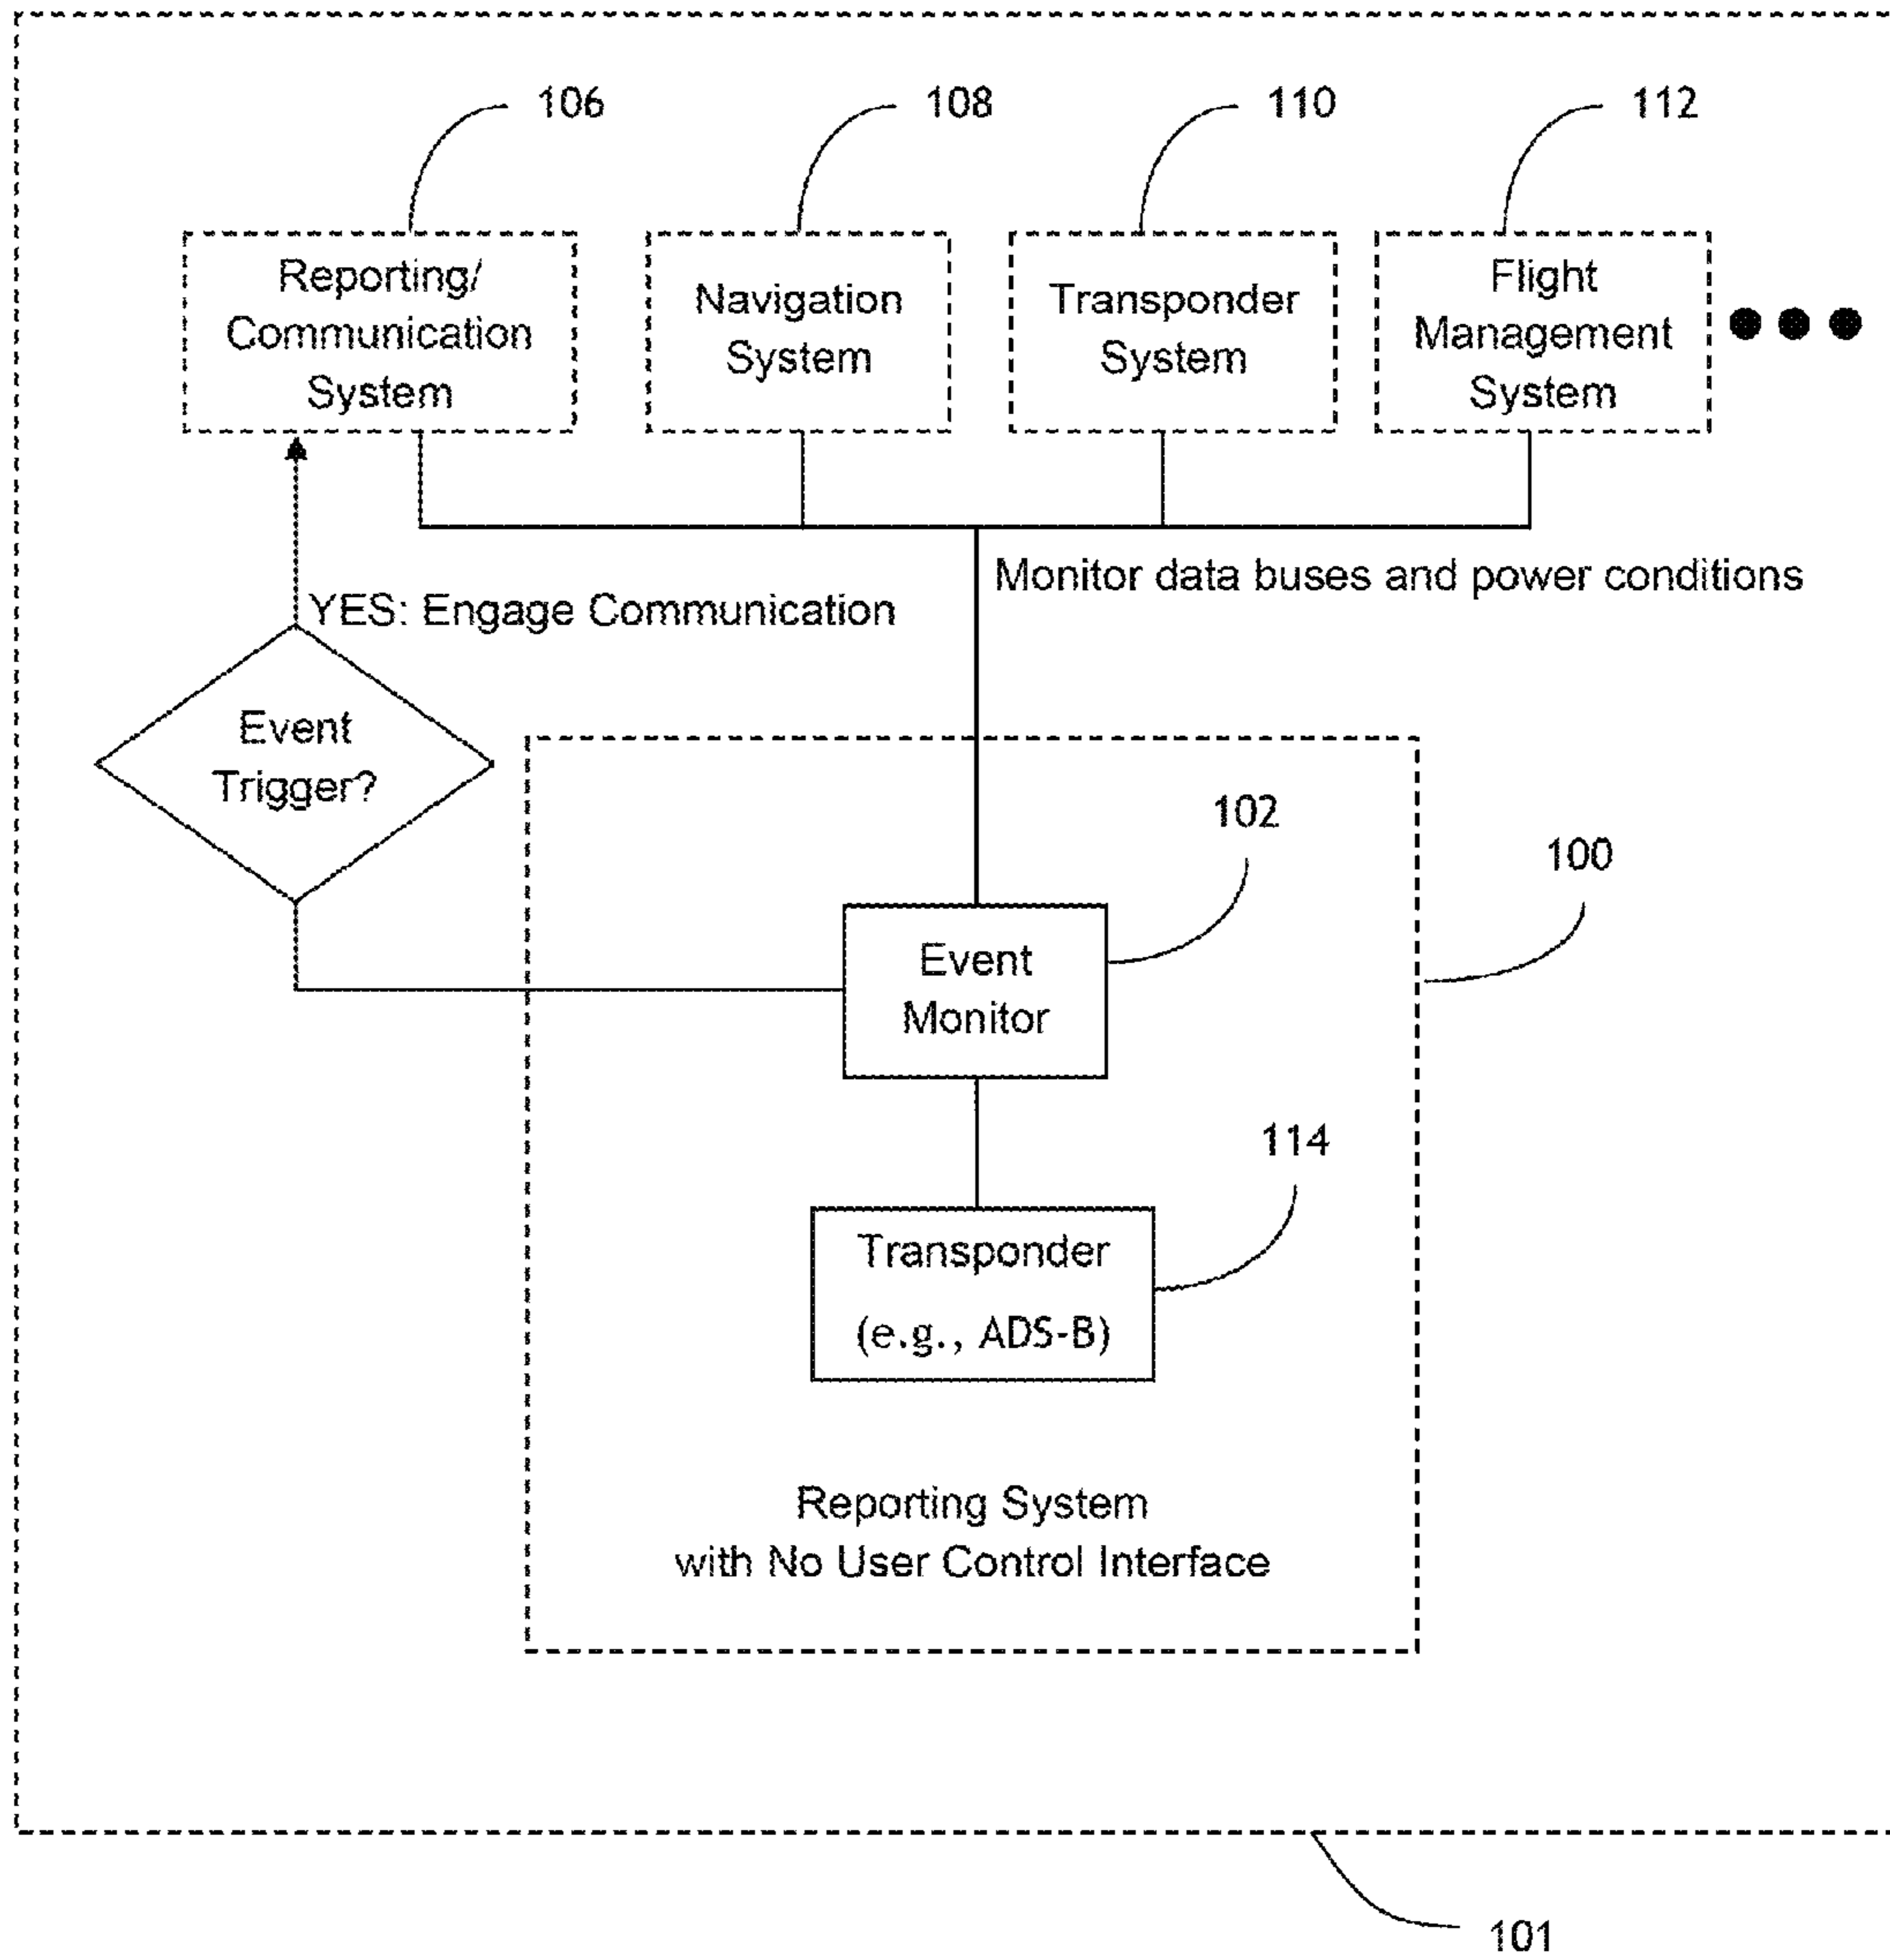 106
108
110
112
Reporting/
Communication
System
Navigation
System
Transponder
System
Flight
Management
System
Monitor data buses and power conditions
YES: Engage Communication
Event
Trigger?
102
100
Event
Monitor
114
Transponder
(e.g., ADS-B)
Reporting System
with No User Control Interface
101